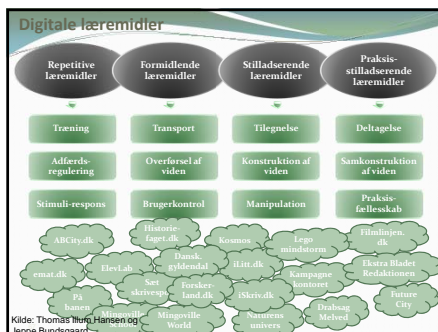 Digitale læremidler
Repetitive
læremidler
Formidlende
læremidler
Stilladserende
læremidler
Praksis-
stilladserende
læremidler
Træning
Transport
Tilegnelse
Deltagelse
Adfærds-
regulering
Overførsel af
viden
Konstruktion af
viden
Samkonstruktion
af viden
Stimuli-respons
Brugerkontrol
Manipulation
Praksis-
fællesskab
ABCity.dk
Historie-
faget.dk
Kosmos
Lego
mindstorm
Filmlinjen.
dk
emat.dk
ElevLab
Dansk.
gyldendal
iLitt.dk
Kampagne
kontoret
Ekstra Bladet
Redaktionen
På
banen
Sæt
skrivesp
Forsker-
land.dk
iSkriv.dk
Drabsag
Melved
Future
City
Mingoville
Mingoville
World
Naturens
univers
Kilde: Thomas Illum Hansen og
Jeppe Bundsgaard